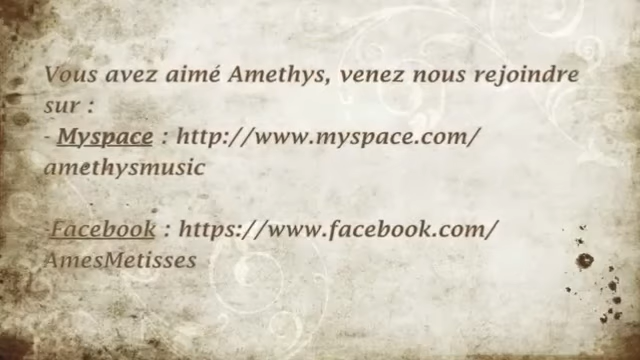 Vous avez aimé Amethys, venez nous rejoindre
sur :
- Myspace : http://www.myspace.com/
amethysmusic
-Facebook : https://www.facebook.com/
AmesMetisses